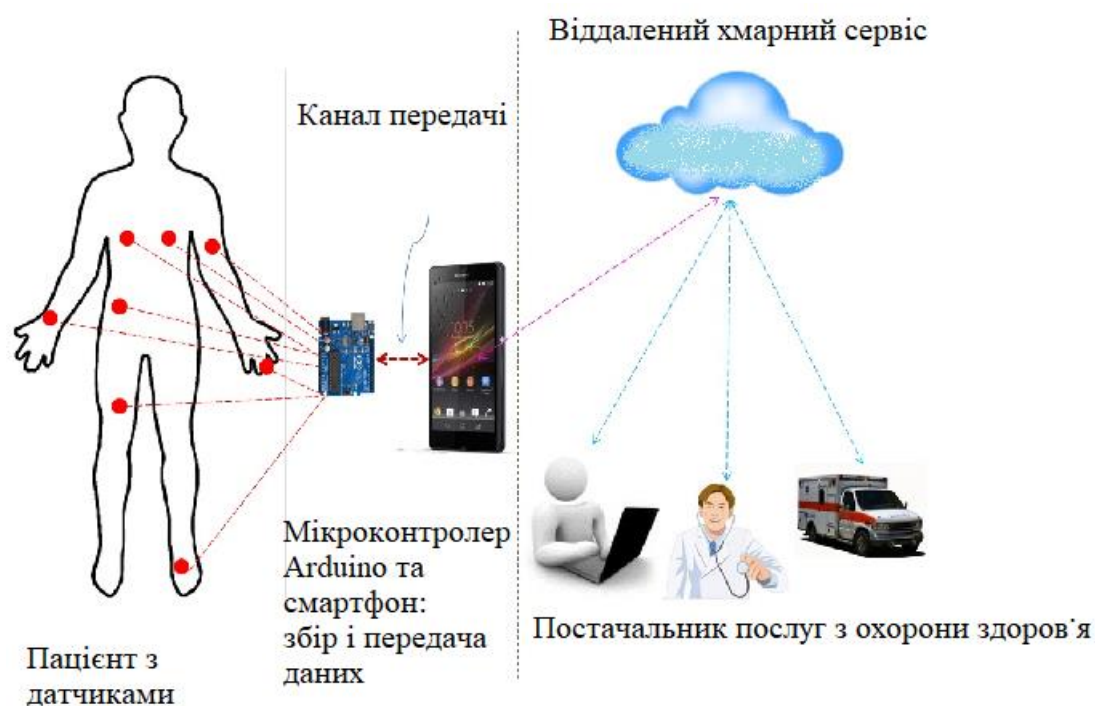 Віддалений хмарний сервіс
Канал передачі
Мікроконтролер
Arduino та
смартфон:
збір і передача
даних
Постачальник послуг з охорони здоров'я
Пацієнт з
датчиками